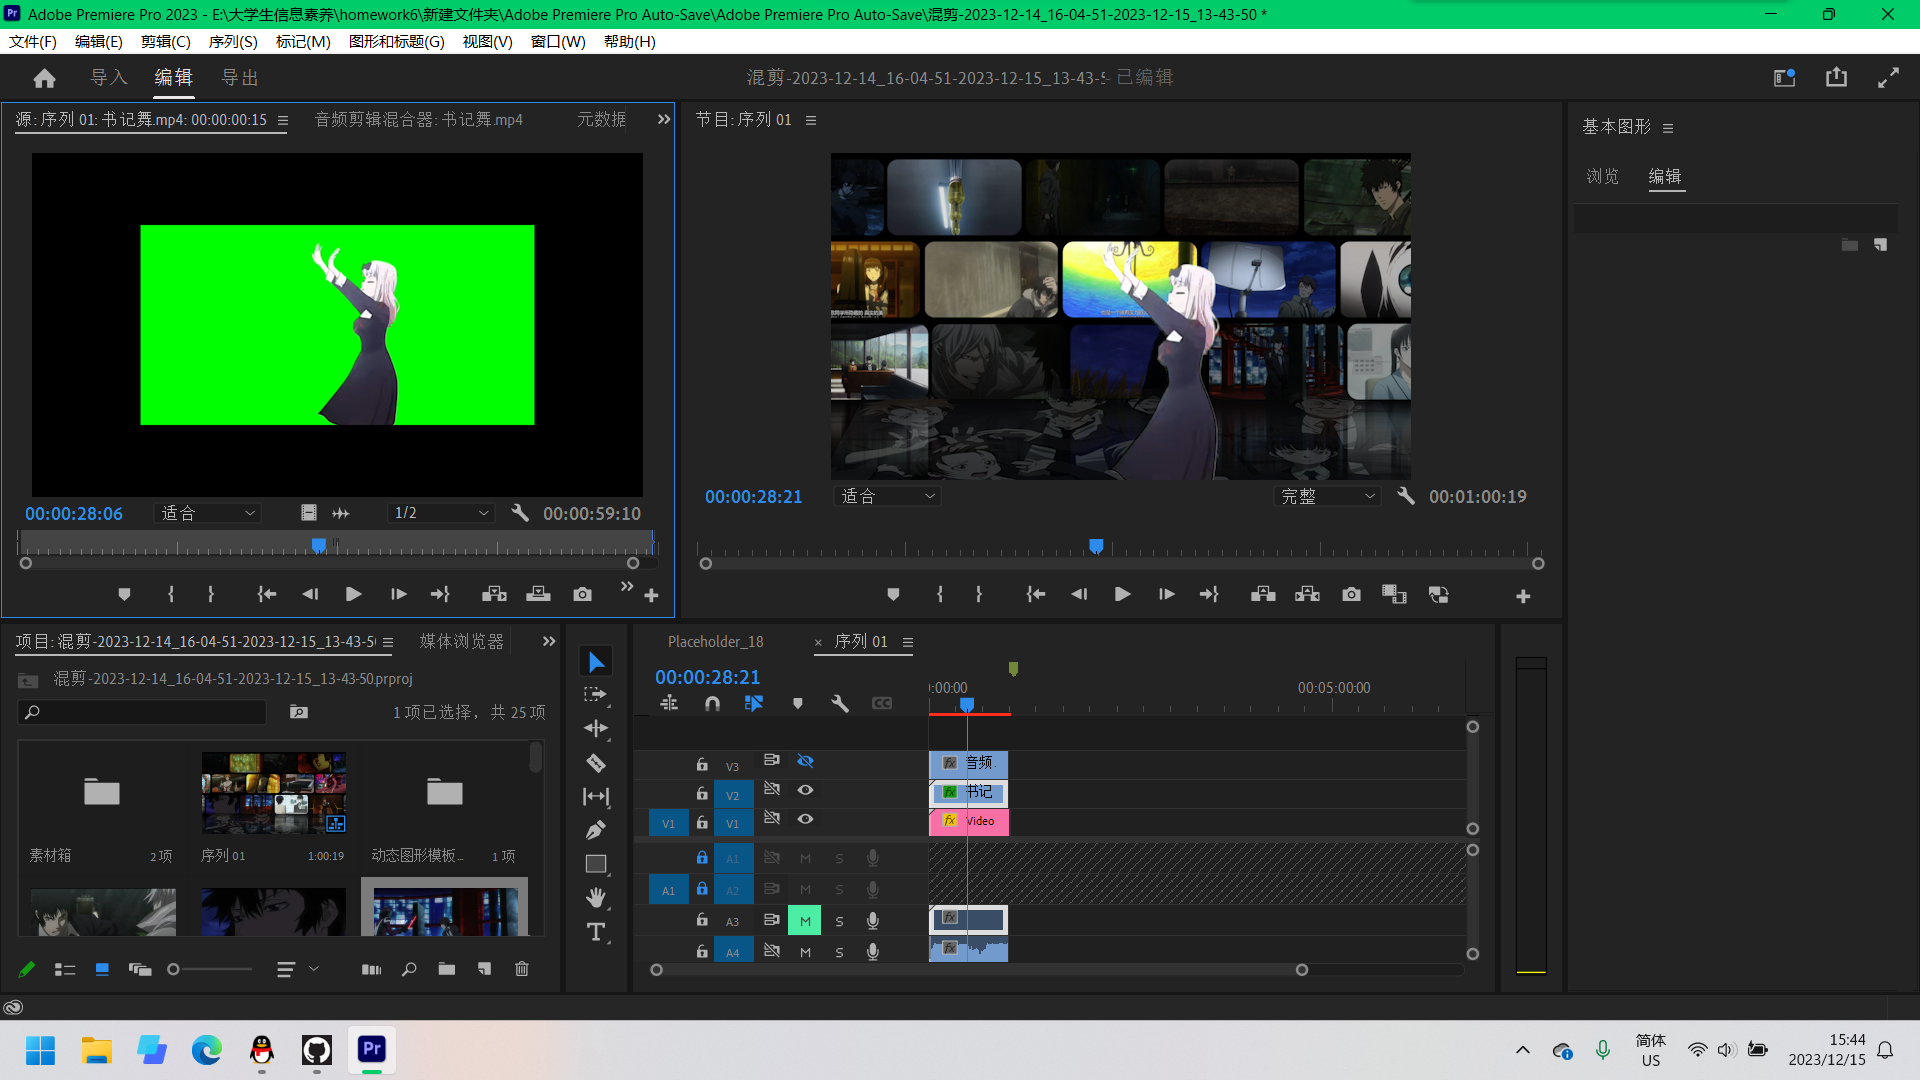 Adobe Premiere Pro 2023 - E:\大学生信息素养\homework6\新建文件夹\Adobe Premiere Pro Auto-Save\Adobe Premiere Pro Auto-Save\混剪-2023-12-14_16-04-51-2023-12-15_13-43-50 *
文件(F) 编辑(E) 剪辑(C) 序列(S) 标记(M) 图形和标题(G) 视图(V) 窗口(W) 帮助(H)
导入 编辑 导出
混剪-2023-12-14_16-04-51-2023-12-15_13-43-5 - 已编辑
源: 序列 01: 书记舞.mp4: 00:00:00:15
音频剪辑混合器: 书记舞.mp4
元数据
00:00:28:06
适合
1/2
00:00:59:10
节目: 序列 01
00:00:28:21
适合
完整
00:01:00:19
基本图形
浏览 编辑
项目: 混剪-2023-12-14_16-04-51-2023-12-15_13-43-50
媒体浏览器
混剪-2023-12-14_16-04-51-2023-12-15_13-43-50.prproj
1 项已选择，共 25 项
素材箱 2 项
序列 01 1:00:19
动态图形模板... 1 项
Placeholder_18
× 序列 01
00:00:28:21
:00:00
00:05:00:00
V3 fx 音频.
V2 fx 书记
V1 V1 fx Video
A1 M S
A1 A2 M S
A3 M S fx
A4 M S fx
Pr
简体
US
15:44
2023/12/15